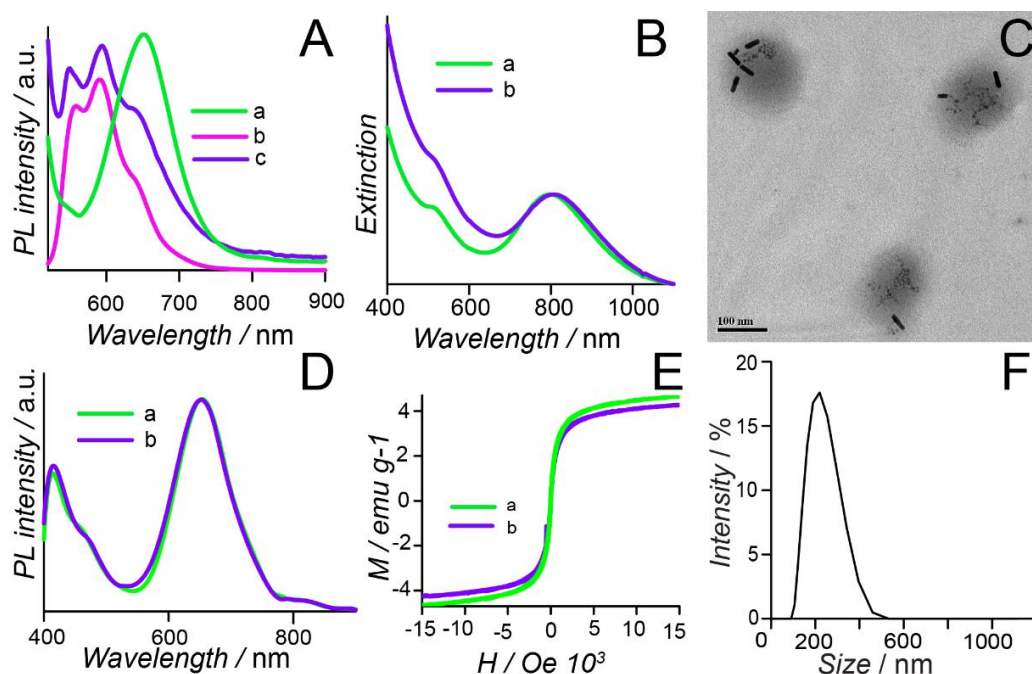 A
PL intensity / a.u.
a
b
c
600
700
800
900
Wavelength / nm
B
Extinction
a
b
400
600
800
1000
Wavelength / nm
C
100 nm
D
PL intensity / a.u.
a
b
400
600
800
Wavelength / nm
E
M / emu g-1
4
2
0
-2
-4
a
b
-15
-10
-5
0
5
10
15
H / Oe 10³
F
Intensity / %
20
15
10
5
0
0
200
600
1000
Size / nm